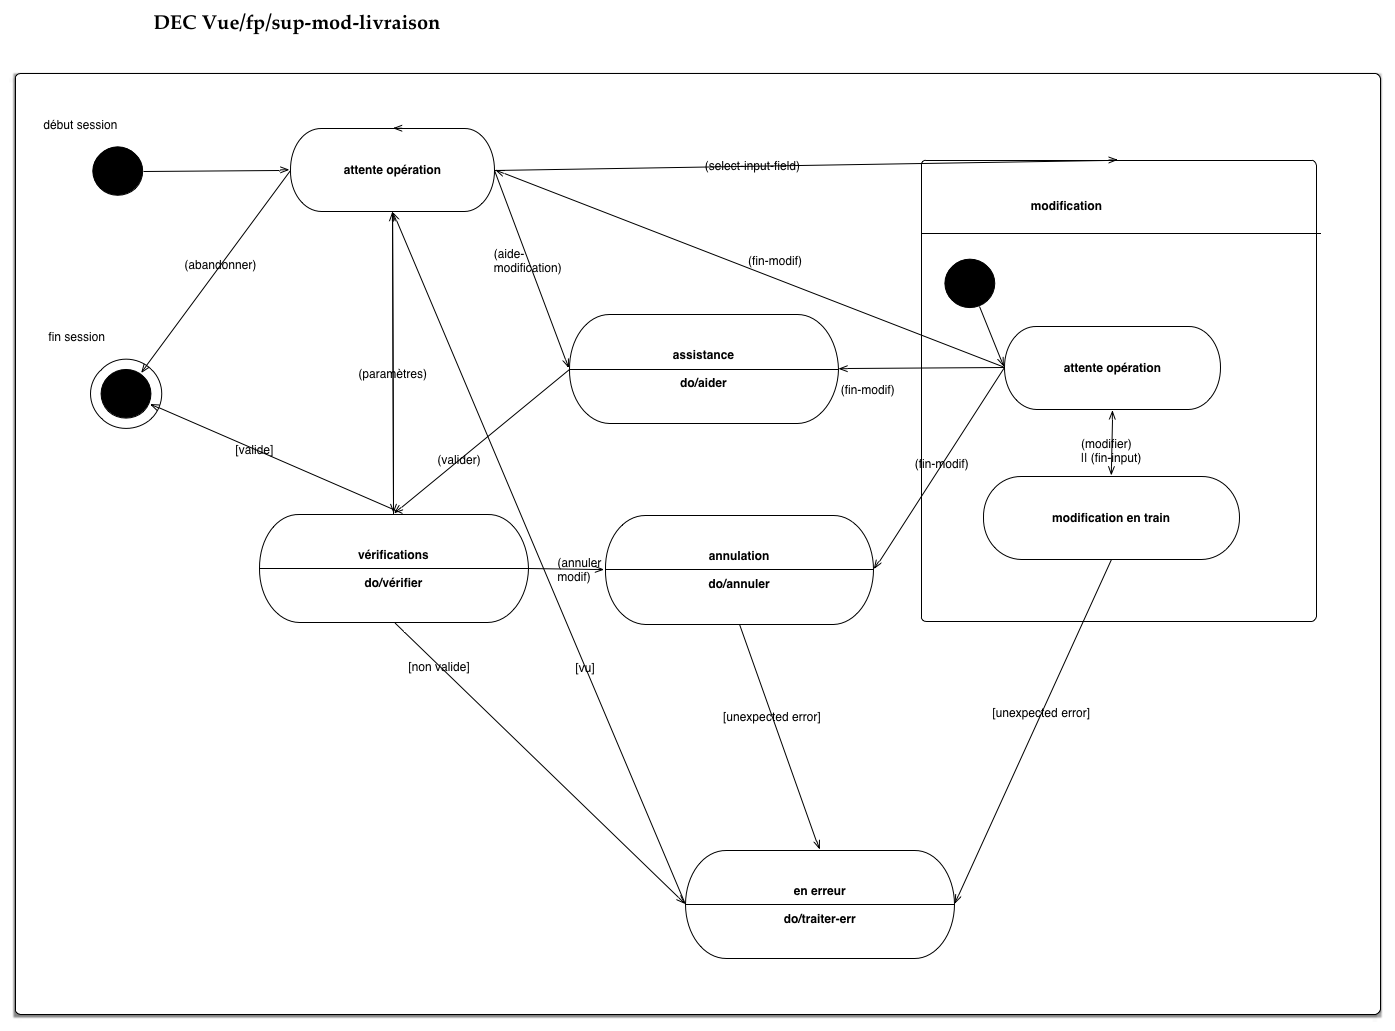 DEC Vue/fp/sup-mod-livraison
début session
attente opération
(select input-field)
modification
(aide-
modification)
(fin-modif)
(abandonner)
fin session
assistance
do/aider
attente opération
(paramètres)
(fin-modif)
[valide]
(valider)
(fin-modif)
(modifier)
II (fin-input)
modification en train
vérifications
do/vérifier
(annuler
modif)
annulation
do/annuler
[non valide]
[vu]
[unexpected error]
[unexpected error]
en erreur
do/traiter-err